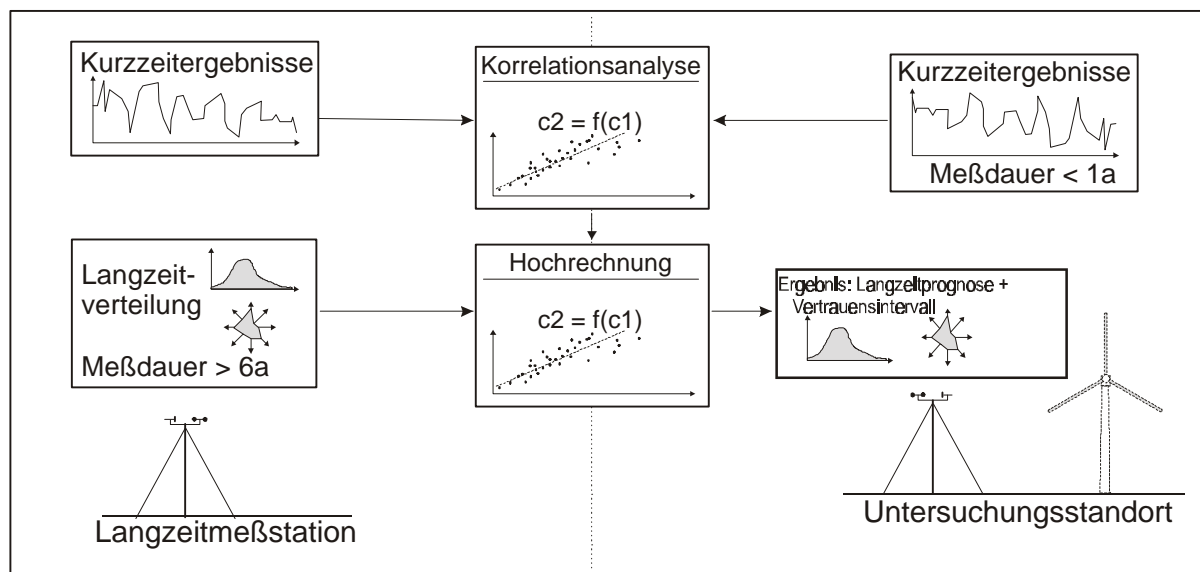 Kurzzeitergebnisse
Korrelationsanalyse
c2 = f(c1)
Kurzzeitergebnisse
Meßdauer < 1a
Langzeit-
verteilung
Meßdauer > 6a
Hochrechnung
c2 = f(c1)
Ergebnis: Langzeitprognose +
Vertrauensintervall
Langzeitmeßstation
Untersuchungsstandort